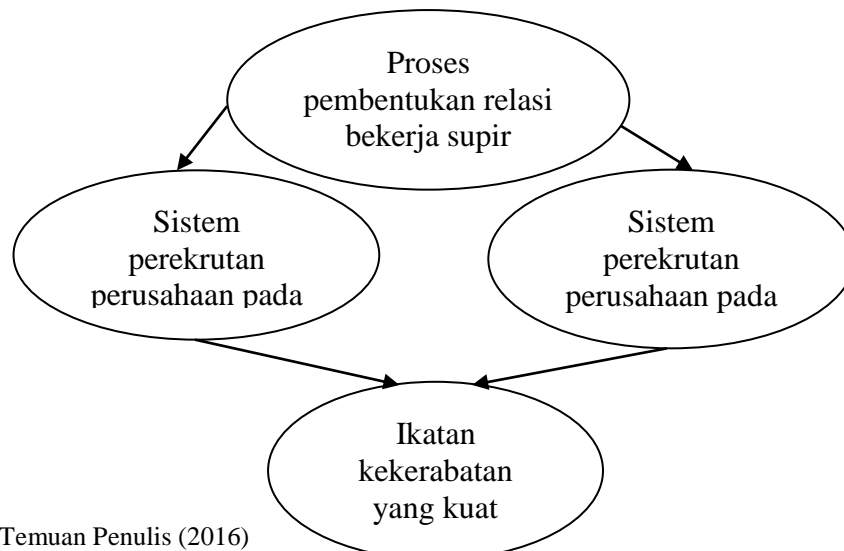 Proses
pembentukan relasi
bekerja supir
Sistem
perekrutan
perusahaan pada
Sistem
perekrutan
perusahaan pada
Ikatan
kekerabatan
yang kuat
Temuan Penulis (2016)